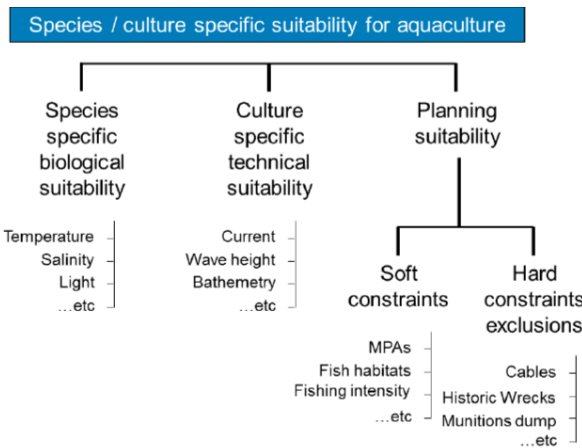 Species / culture specific suitability for aquaculture
Species
specific
biological
suitability
Temperature
Salinity
Light
...etc
Culture
specific
technical
suitability
Current
Wave height
Bathemetry
...etc
Planning
suitability
Soft
constraints
MPAs
Fish habitats
Fishing intensity
...etc
Hard
constraints
exclusions
Cables
Historic Wrecks
Munitions dump
...etc